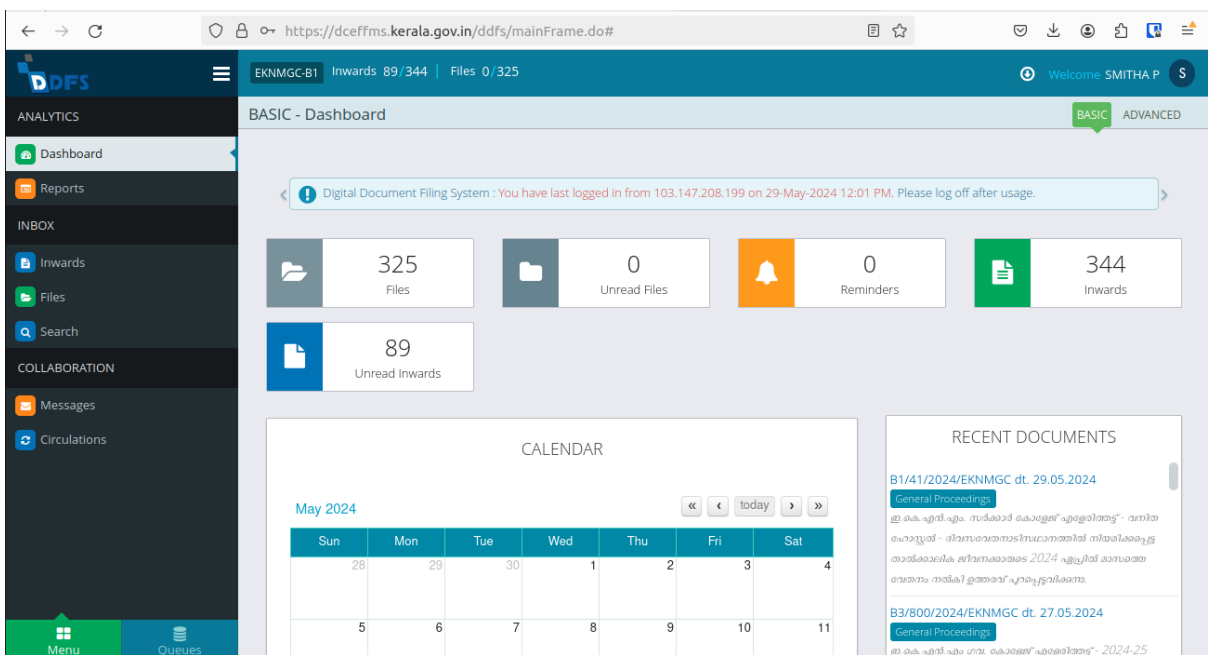 https://dceffms.kerala.gov.in/ddfs/mainFrame.do#
DDFS
EKNMGC-B1 Inwards 89/344 | Files 0/325
Welcome SMITHA P S
ANALYTICS
Dashboard
Reports
INBOX
Inwards
Files
Search
COLLABORATION
Messages
Circulations
Menu
Queues
BASIC - Dashboard
BASIC ADVANCED
Digital Document Filing System : You have last logged in from 103.147.208.199 on 29-May-2024 12:01 PM. Please log off after usage.
325
Files
0
Unread Files
0
Reminders
344
Inwards
89
Unread Inwards
CALENDAR
May 2024
« ‹ today › »
Sun Mon Tue Wed Thu Fri Sat
28 29 30 1 2 3 4
5 6 7 8 9 10 11
RECENT DOCUMENTS
B1/41/2024/EKNMGC dt. 29.05.2024
General Proceedings
ഇ.കെ.എൻ.എം. സർക്കാർ കോളേജ് എളേരിത്തട്ട് - വനിത
ഹോസ്റ്റൽ - ദിവസവേതനാടിസ്ഥാനത്തിൽ നിയമിക്കപ്പെട്ട
താൽക്കാലിക ജീവനക്കാരുടെ 2024 ഏപ്രിൽ മാസത്തെ
വേതനം നൽകി ഉത്തരവ് പുറപ്പെടുവിക്കുന്നു.
B3/800/2024/EKNMGC dt. 27.05.2024
General Proceedings
ഇ.കെ.എൻ.എം ഗവ. കോളേജ് എളേരിത്തട്ട് - 2024-25